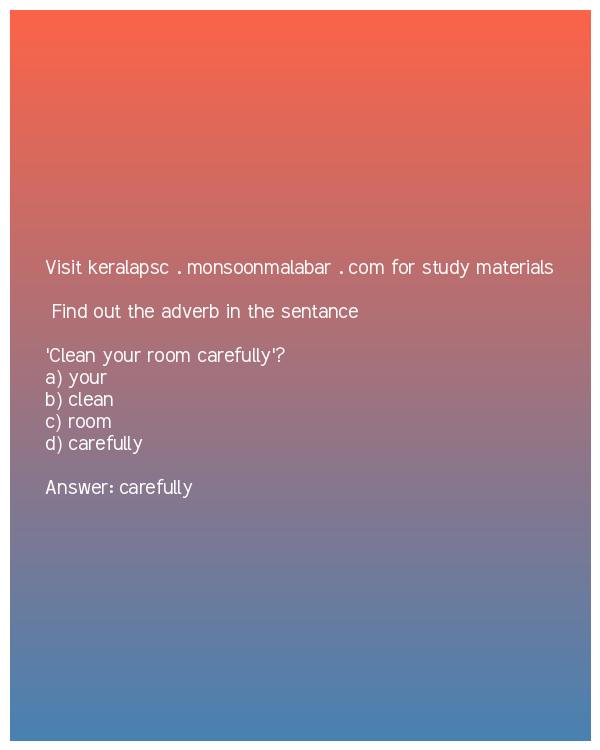 Visit keralapsc . monsoonmalabar . com for study materials
Find out the adverb in the sentance
'Clean your room carefully'?
a) your
b) clean
c) room
d) carefully
Answer: carefully